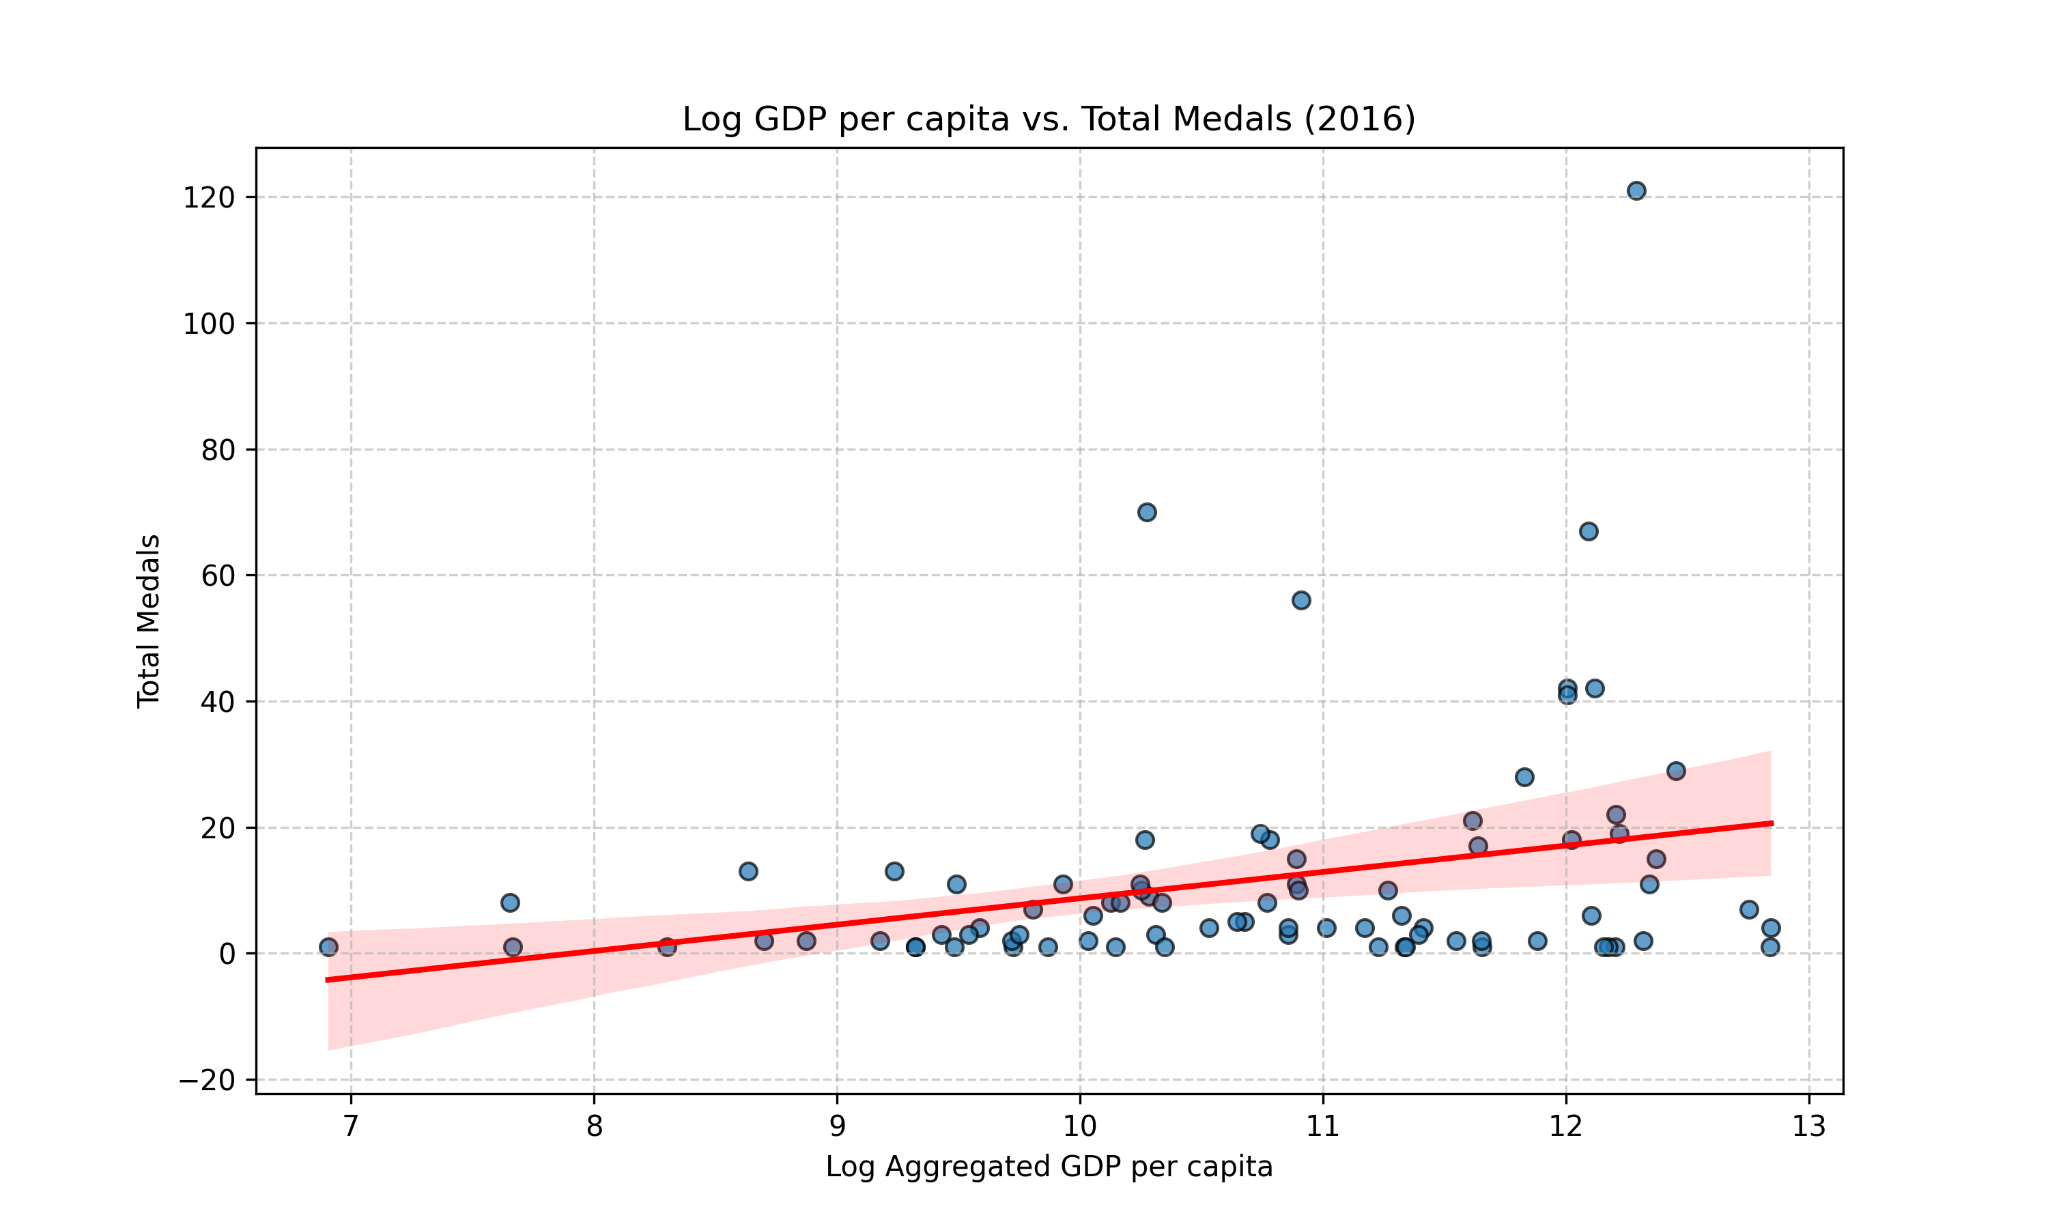 Log GDP per capita vs. Total Medals (2016)
120
100
80
60
40
20
0
−20
Total Medals
7 8 9 10 11 12 13
Log Aggregated GDP per capita